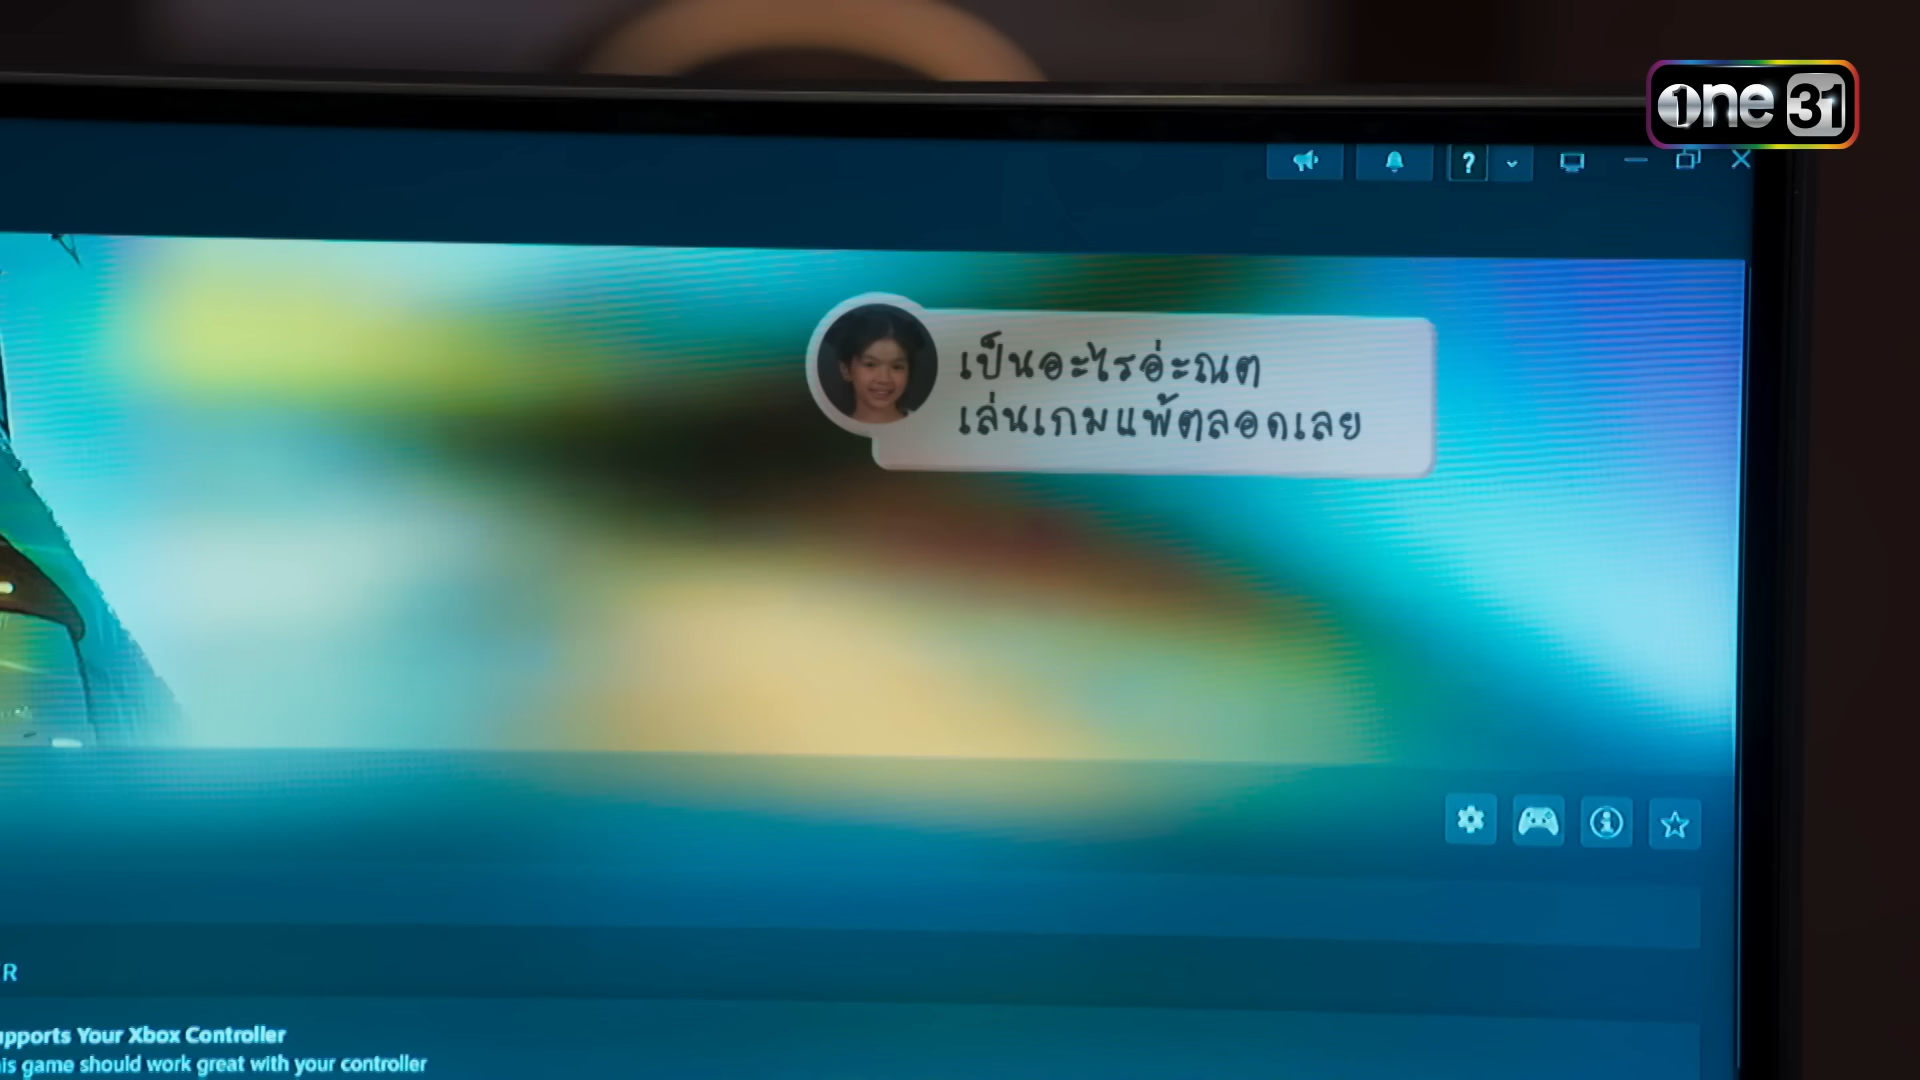 one 31
?
เป็นอะไรอ่ะณต
เล่นเกมแพ้ตลอดเลย
R
pports Your Xbox Controller
is game should work great with your controller